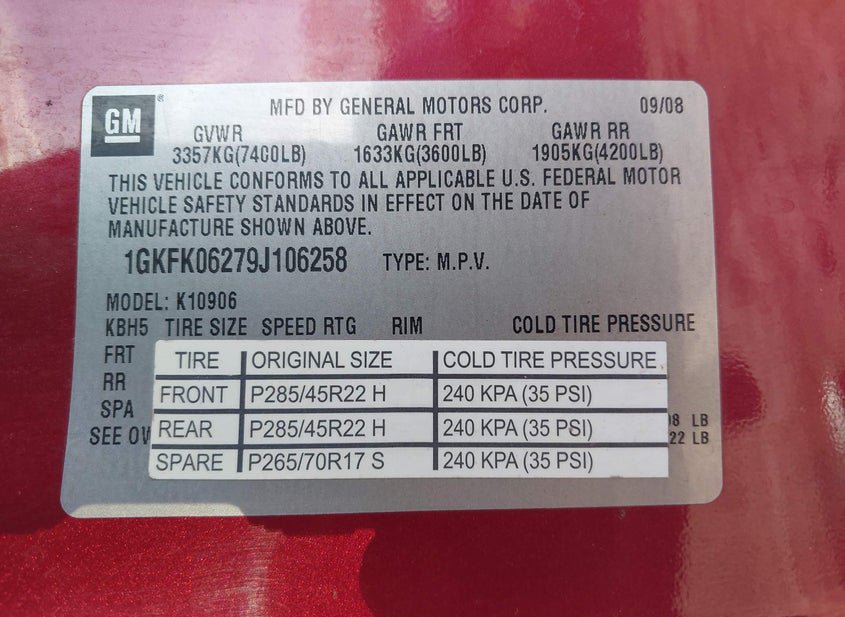 GM ®
MFD BY GENERAL MOTORS CORP. 09/08
GVWR GAWR FRT GAWR RR
3357KG(7400LB) 1633KG(3600LB) 1905KG(4200LB)
THIS VEHICLE CONFORMS TO ALL APPLICABLE U.S. FEDERAL MOTOR
VEHICLE SAFETY STANDARDS IN EFFECT ON THE DATE OF
MANUFACTURE SHOWN ABOVE.
1GKFK06279J106258 TYPE: M.P.V.
MODEL: K10906
KBH5 TIRE SIZE SPEED RTG RIM COLD TIRE PRESSURE
FRT
RR
SPA
SEE
TIRE ORIGINAL SIZE COLD TIRE PRESSURE
FRONT P285/45R22 H 240 KPA (35 PSI)
REAR P285/45R22 H 240 KPA (35 PSI)
SPARE P265/70R17 S 240 KPA (35 PSI)
8 LB
22 LB